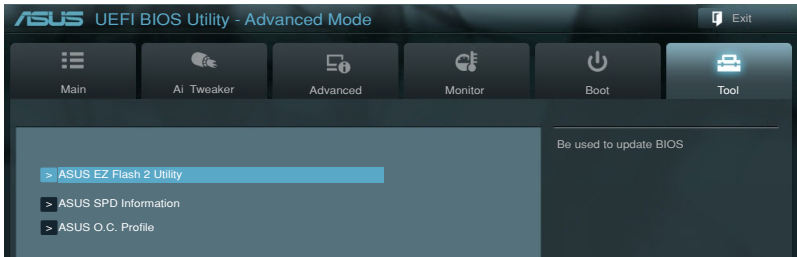 ASUS UEFI BIOS Utility - Advanced Mode
Exit
Main
Ai Tweaker
Advanced
Monitor
Boot
Tool
> ASUS EZ Flash 2 Utility
> ASUS SPD Information
> ASUS O.C. Profile
Be used to update BIOS